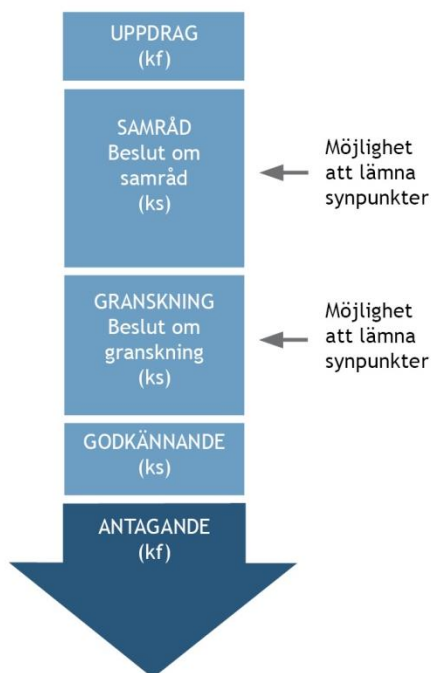 UPPDRAG
(kf)
SAMRÅD
Beslut om
samråd
(ks)
Möjlighet
att lämna
synpunkter
GRANSKNING
Beslut om
granskning
(ks)
Möjlighet
att lämna
synpunkter
GODKÄNNANDE
(ks)
ANTAGANDE
(kf)